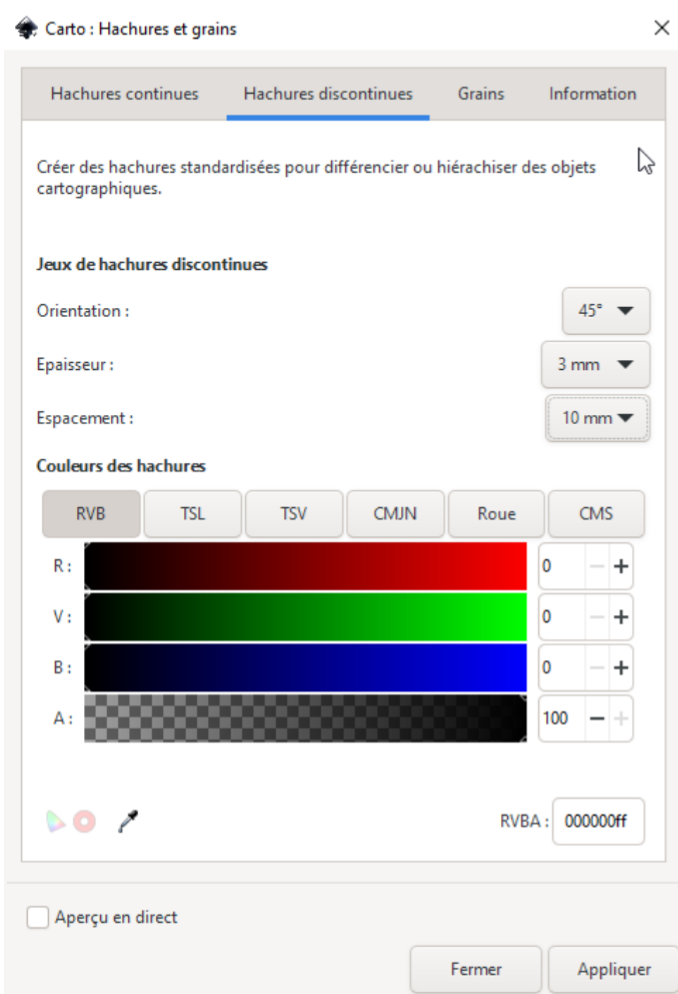 Carto : Hachures et grains
Hachures continues Hachures discontinues Grains Information
Créer des hachures standardisées pour différencier ou hiérachiser des objets
cartographiques.
Jeux de hachures discontinues
Orientation : 45°
Epaisseur : 3 mm
Espacement : 10 mm
Couleurs des hachures
RVB TSL TSV CMJN Roue CMS
R : 0
V : 0
B : 0
A : 100
RVBA : 000000ff
Aperçu en direct
Fermer Appliquer